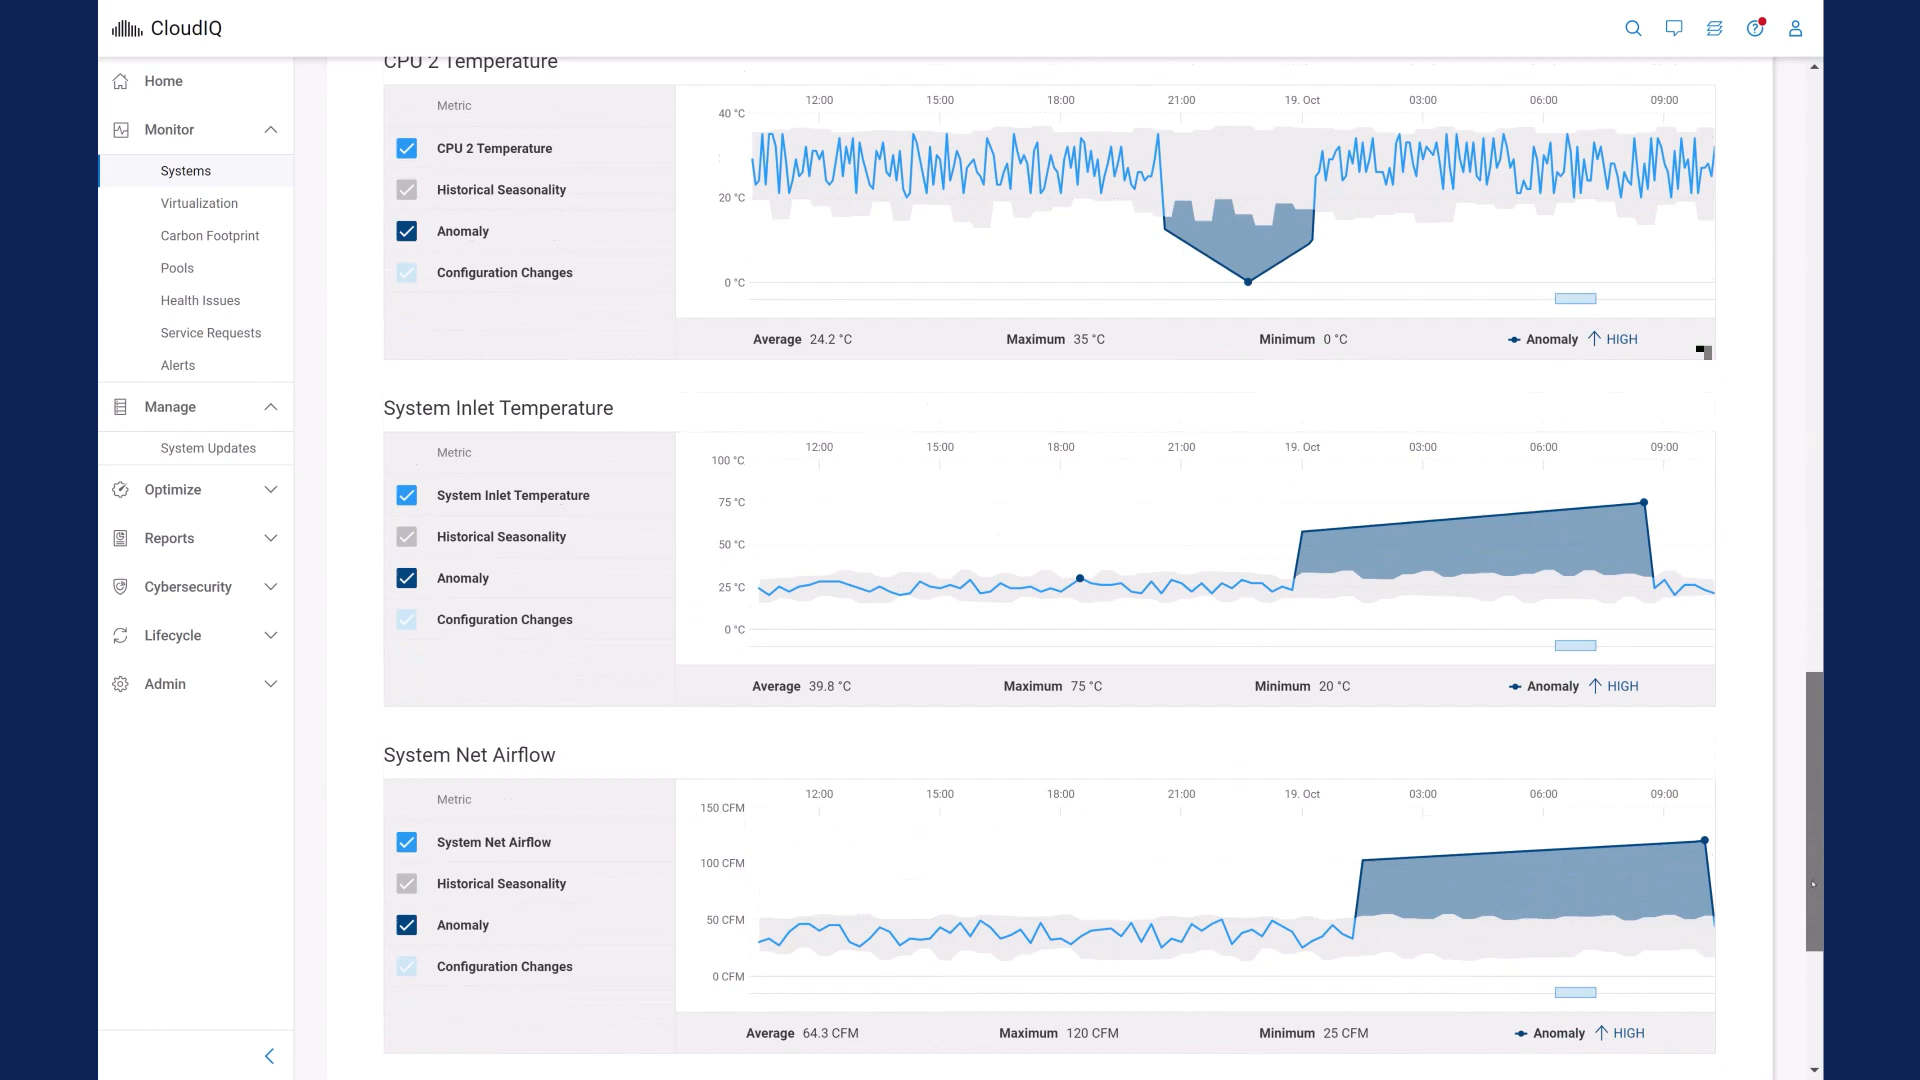 CloudIQ
Home
Monitor
Systems
Virtualization
Carbon Footprint
Pools
Health Issues
Service Requests
Alerts
Manage
System Updates
Optimize
Reports
Cybersecurity
Lifecycle
Admin
CPU 2 Temperature
Metric
CPU 2 Temperature
Historical Seasonality
Anomaly
Configuration Changes
12:00 15:00 18:00 21:00 19. Oct 03:00 06:00 09:00
40 °C
20 °C
0 °C
Average 24.2 °C Maximum 35 °C Minimum 0 °C Anomaly HIGH
System Inlet Temperature
Metric
System Inlet Temperature
Historical Seasonality
Anomaly
Configuration Changes
12:00 15:00 18:00 21:00 19. Oct 03:00 06:00 09:00
100 °C
75 °C
50 °C
25 °C
0 °C
Average 39.8 °C Maximum 75 °C Minimum 20 °C Anomaly HIGH
System Net Airflow
Metric
System Net Airflow
Historical Seasonality
Anomaly
Configuration Changes
12:00 15:00 18:00 21:00 19. Oct 03:00 06:00 09:00
150 CFM
100 CFM
50 CFM
0 CFM
Average 64.3 CFM Maximum 120 CFM Minimum 25 CFM Anomaly HIGH